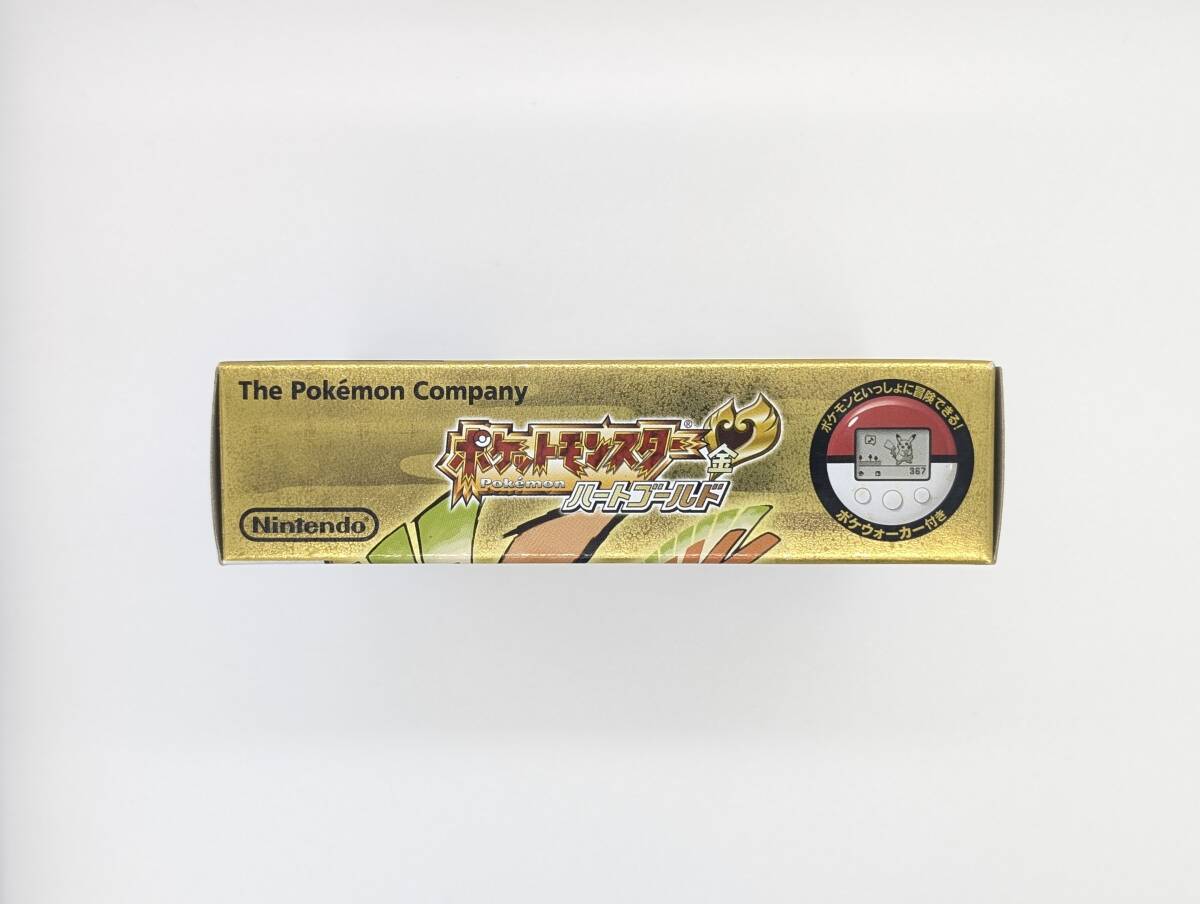 The Pokémon Company
ポケットモンスター®
Pokémon
金
ハートゴールド
Nintendo®
ポケモンといっしょに冒険できる!
367
ポケウォーカー付き